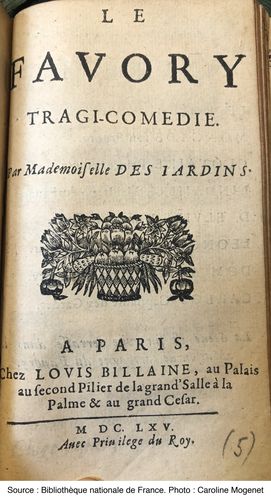 LE
FAVORY
TRAGI-COMEDIE.
Par Mademoiſelle DES IARDINS.
A PARIS,
Chez LOVIS BILLAINE, au Palais
au ſecond Pilier de la grand'Salle à la
Palme & au grand Ceſar.
M DC. LXV.
Auec Priuilege du Roy.
(5)
Source : Bibliothèque nationale de France. Photo : Caroline Mogenet